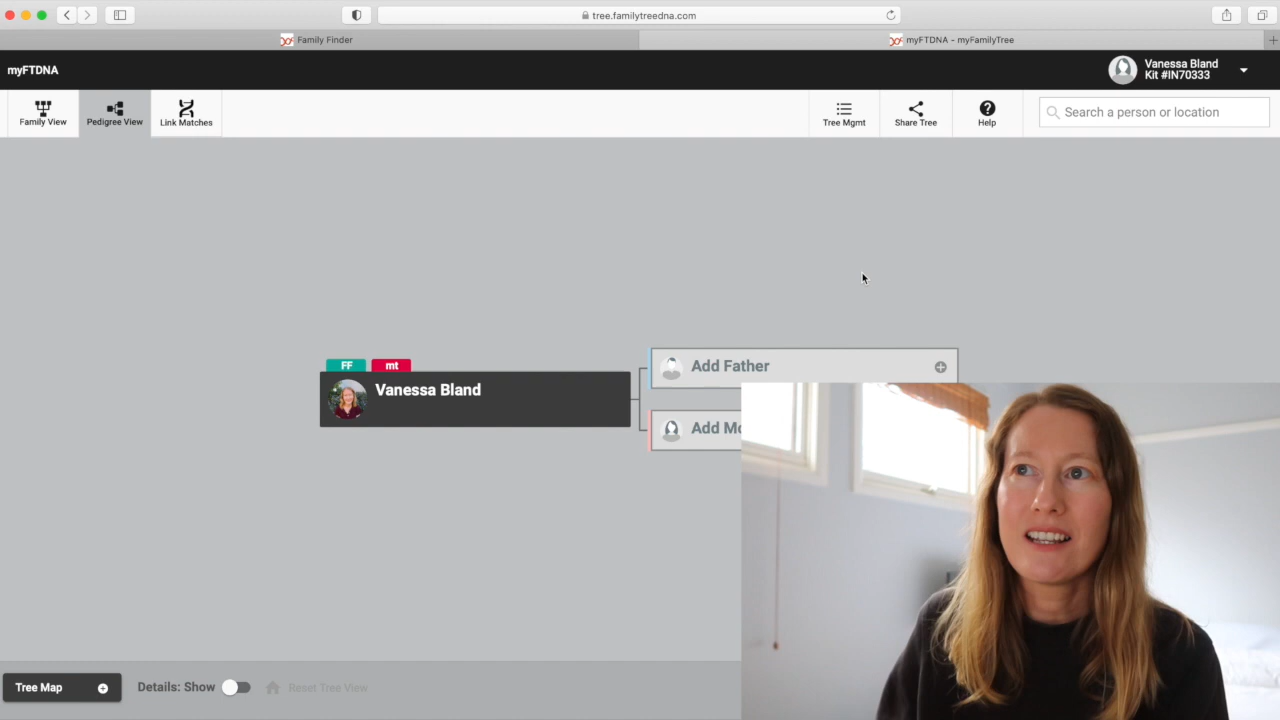 tree.familytreedna.com
Family Finder
myFTDNA - myFamilyTree
myFTDNA
Vanessa Bland
Kit #IN70333
Family View
Pedigree View
Link Matches
Tree Mgmt
Share Tree
Help
Search a person or location
FF
mt
Vanessa Bland
Add Father
Add Mo
Tree Map
Details: Show
Reset Tree View